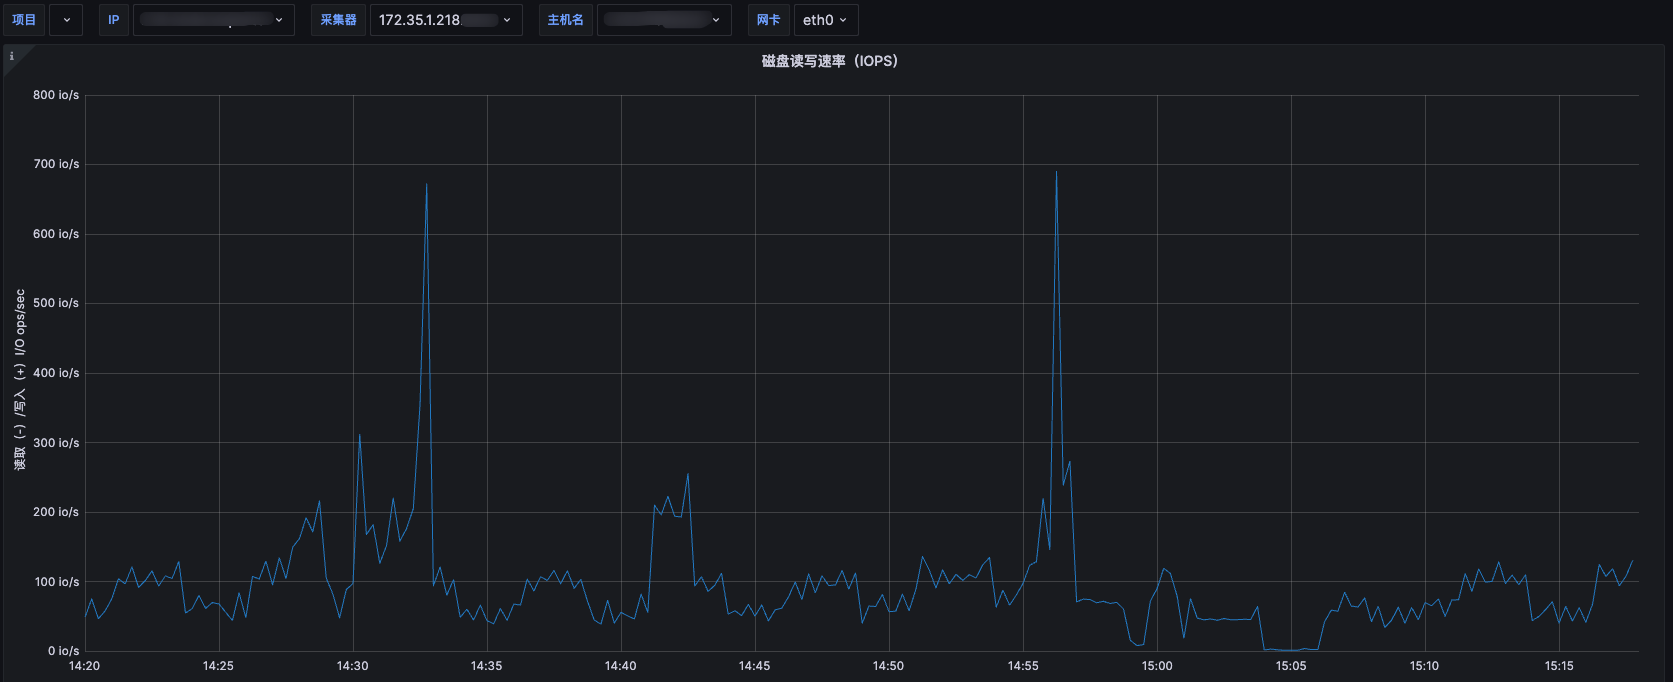 项目 IP 采集器 172.35.1.218 主机名 网卡 eth0
i
磁盘读写速率（IOPS）
读取（-）/写入（+）I/O ops/sec
800 io/s
700 io/s
600 io/s
500 io/s
400 io/s
300 io/s
200 io/s
100 io/s
0 io/s
14:20 14:25 14:30 14:35 14:40 14:45 14:50 14:55 15:00 15:05 15:10 15:15